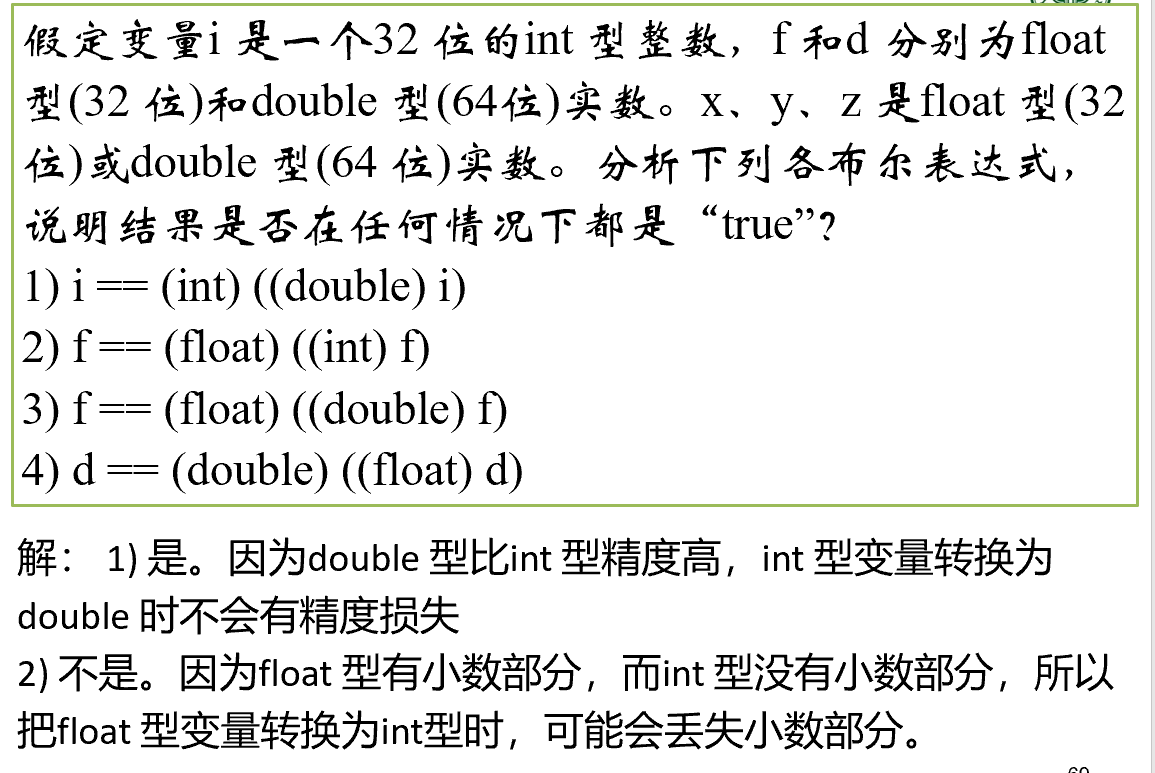 假定变量i 是一个32 位的int 型整数，f 和d 分别为float
型(32 位)和double 型(64位)实数。x、y、z 是float 型(32
位)或double 型(64 位)实数。分析下列各布尔表达式，
说明结果是否在任何情况下都是“true”?
1) i == (int) ((double) i)
2) f == (float) ((int) f)
3) f == (float) ((double) f)
4) d == (double) ((float) d)
解： 1) 是。因为double 型比int 型精度高，int 型变量转换为
double 时不会有精度损失
2) 不是。因为float 型有小数部分，而int 型没有小数部分，所以
把float 型变量转换为int型时，可能会丢失小数部分。